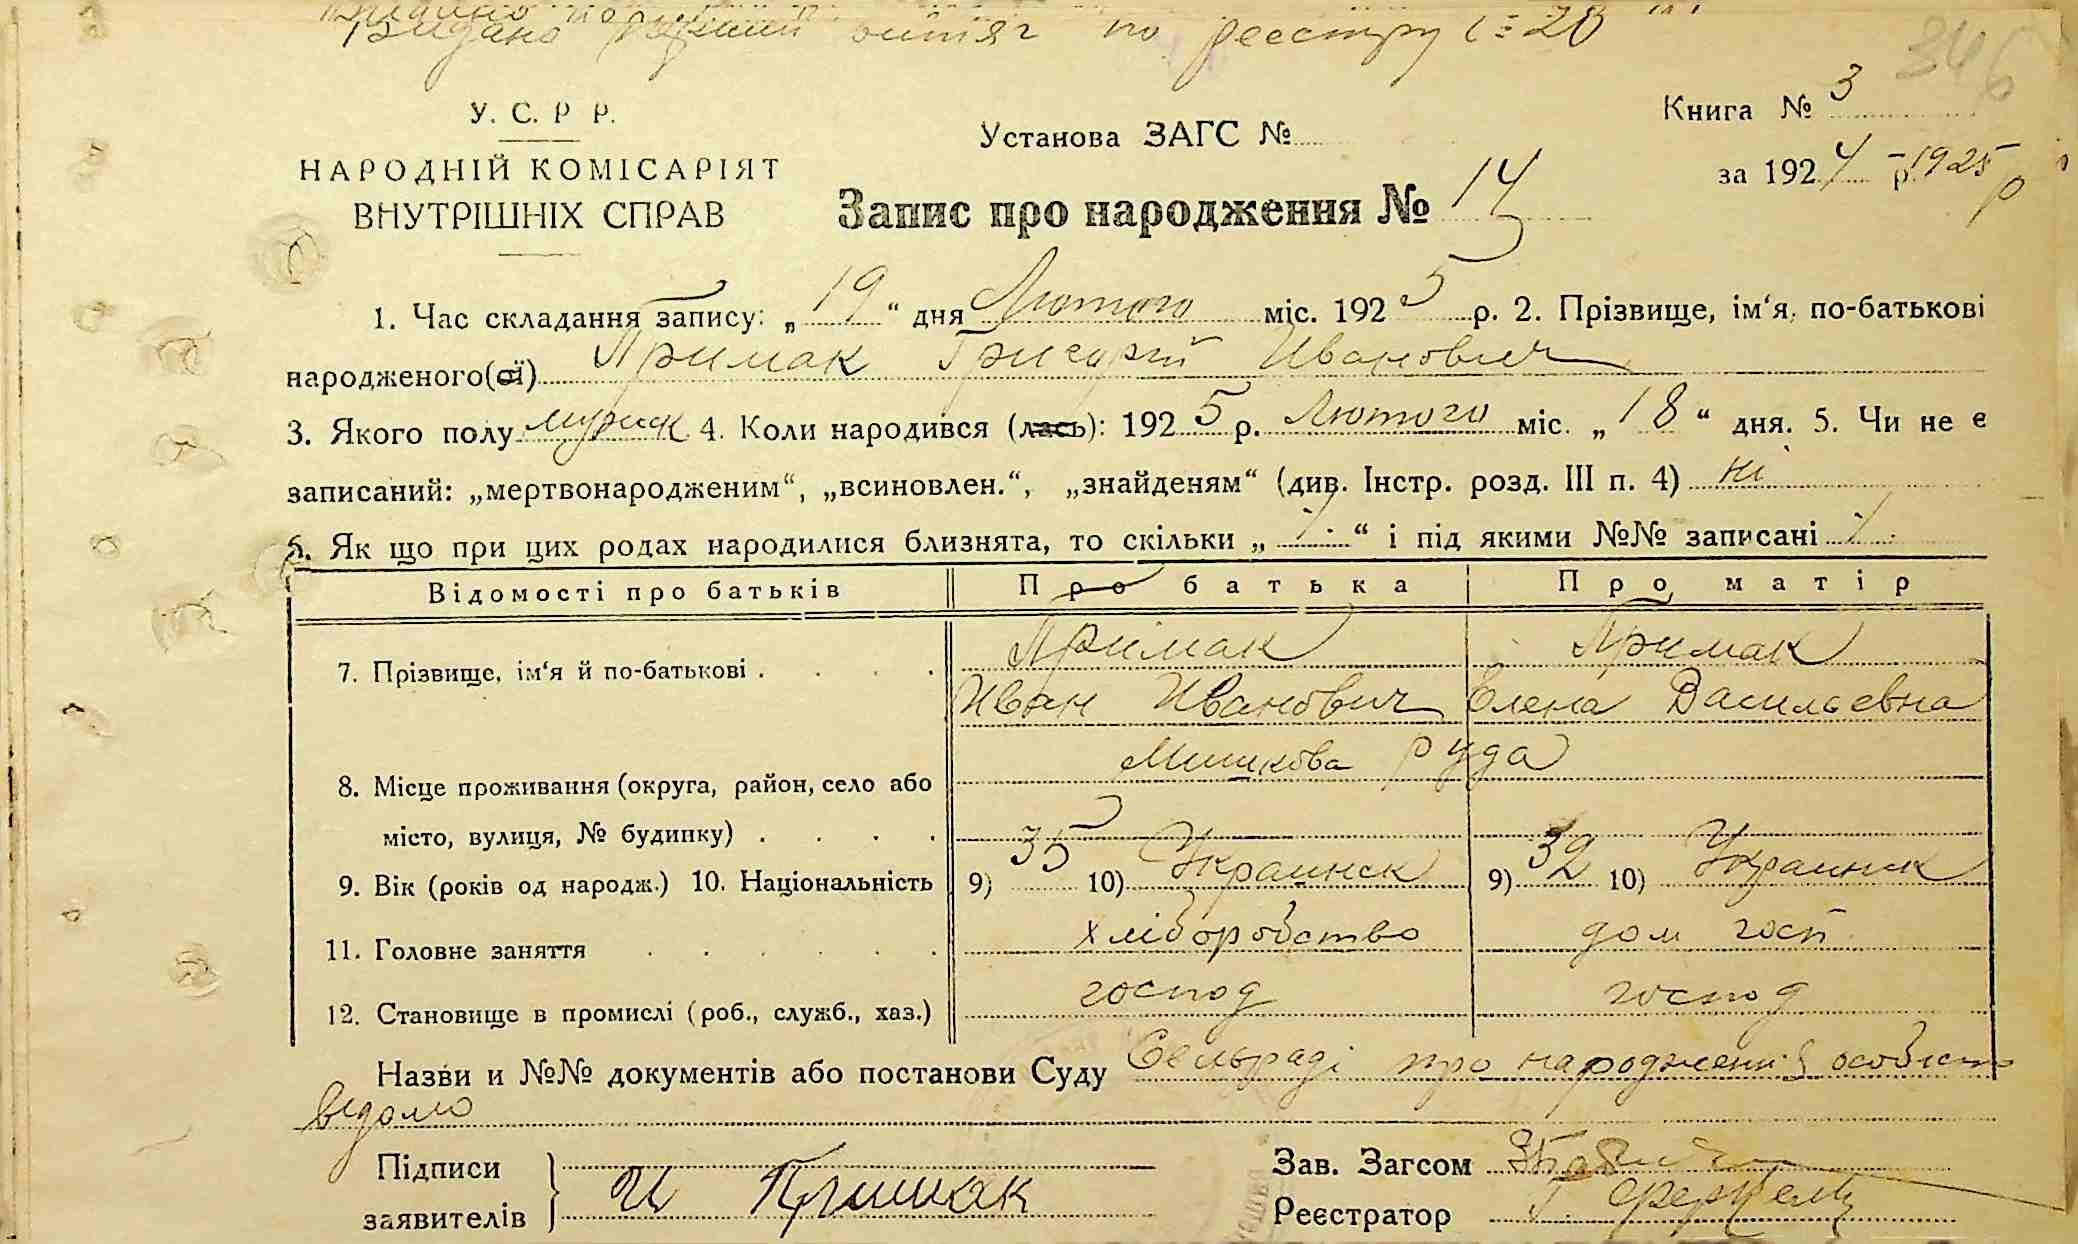 Видано перший витяг по реєстру № 28
346
У. С. Р Р.
НАРОДНІЙ КОМІСАРІЯТ
ВНУТРІШНІХ СПРАВ
Установа ЗАГС №
Запис про народження № 14
Книга № 3
за 1924 р. – 1925 р
1. Час складання запису: „19“ дня Лютого міс. 1925 р. 2. Прізвище, ім‘я, по-батькові
народженого(ої) Примак Григорій Иванович
3. Якого полу мужск 4. Коли народився (лась): 1925 р. Лютого міс. „18“ дня. 5. Чи не є
записаний: „мертвонародженим“, „всиновлен.“, „знайденям“ (див. Інстр. розд. III п. 4) ні
6. Як що при цих родах народилися близнята, то скільки „ “ і під якими №№ записані
Відомості про батьків Про батька Про матір
7. Прізвище, ім‘я й по-батькові . . . . Примак Примак
Иван Иванович Елена Васильевна
Мишкова Руда
8. Місце проживання (округа, район, село або
місто, вулиця, № будинку) . . . .
9. Вік (років од народж.) 10. Національність 9) 35 10) Украинск 9) 32 10) Украинк
11. Головне заняття . . . . . . хліборобство дом госп
12. Становище в промислі (роб., служб., хаз.) господ господ
Назви и №№ документів або постанови Суду Сельраді про народження особисто
відомо
Підписи
заявителів И Примак
Зав. Загсом
Реєстратор